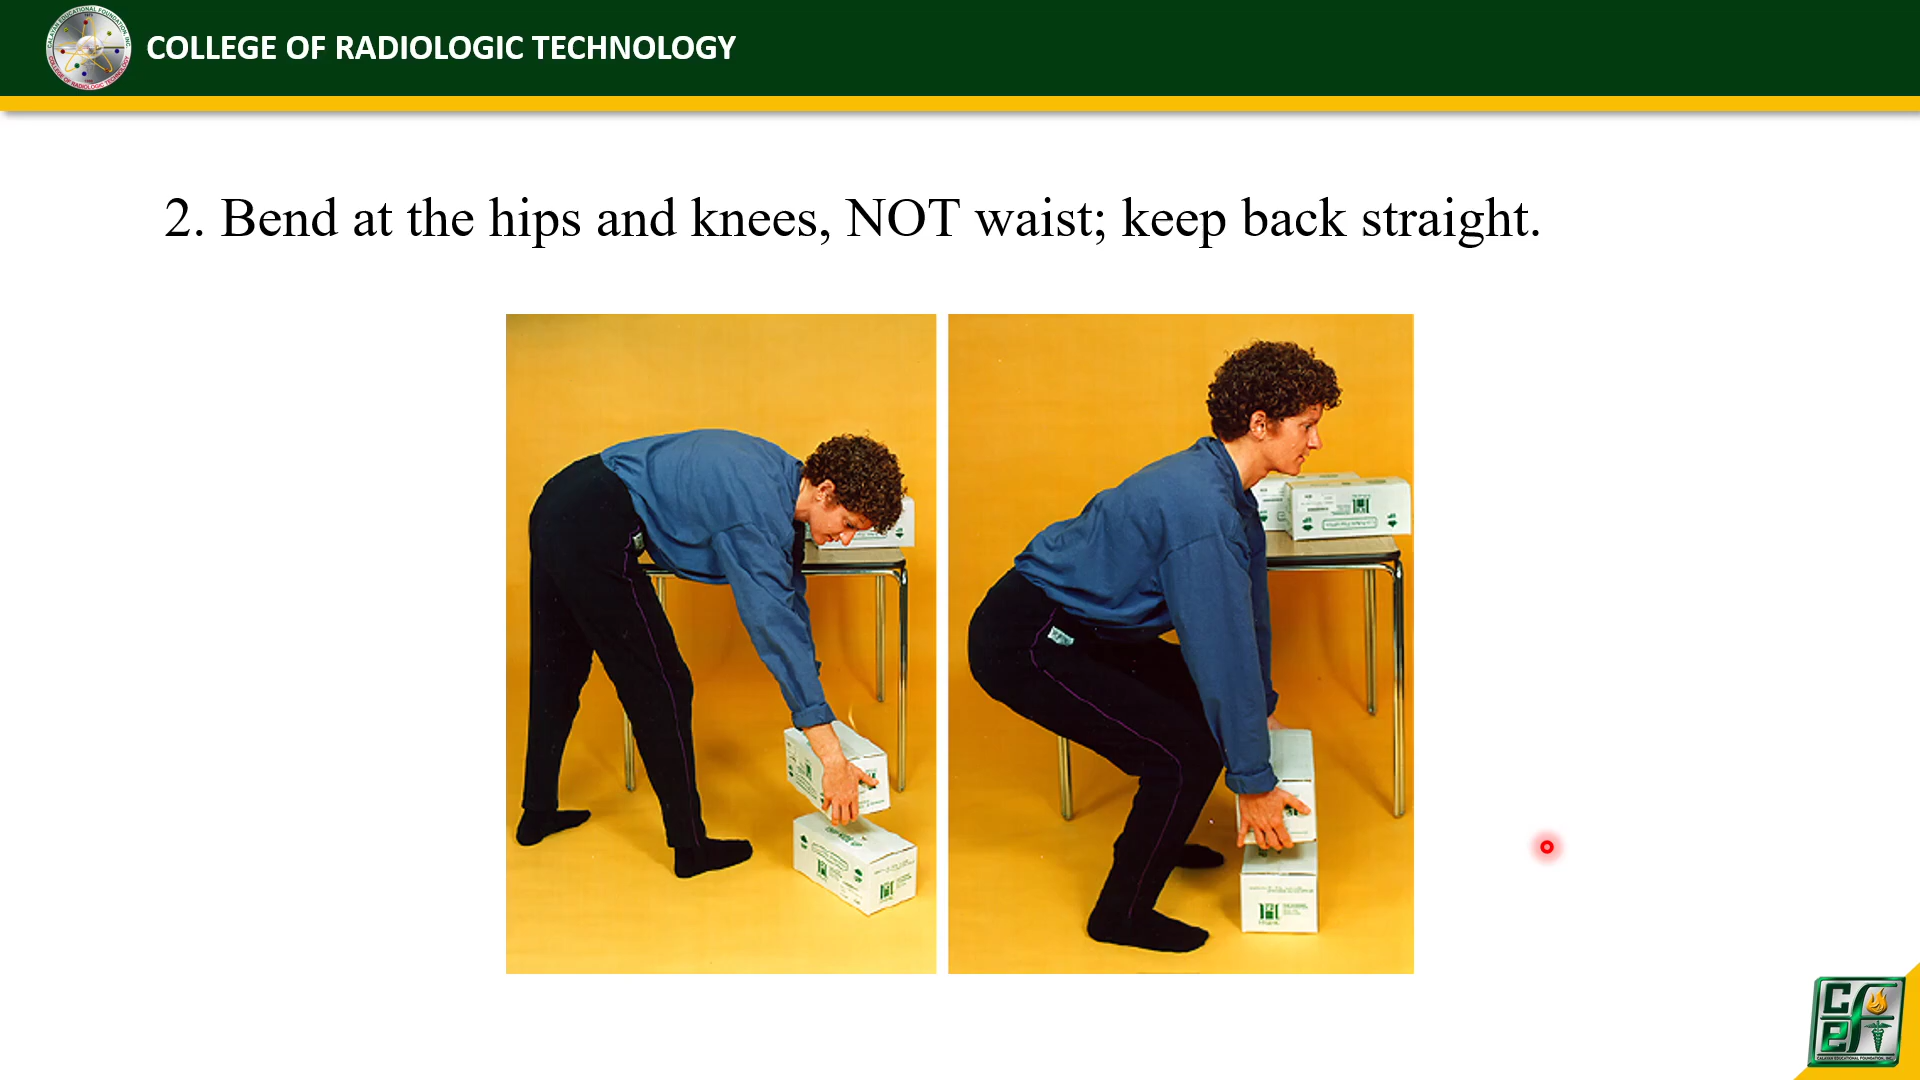 COLLEGE OF RADIOLOGIC TECHNOLOGY
2. Bend at the hips and knees, NOT waist; keep back straight.